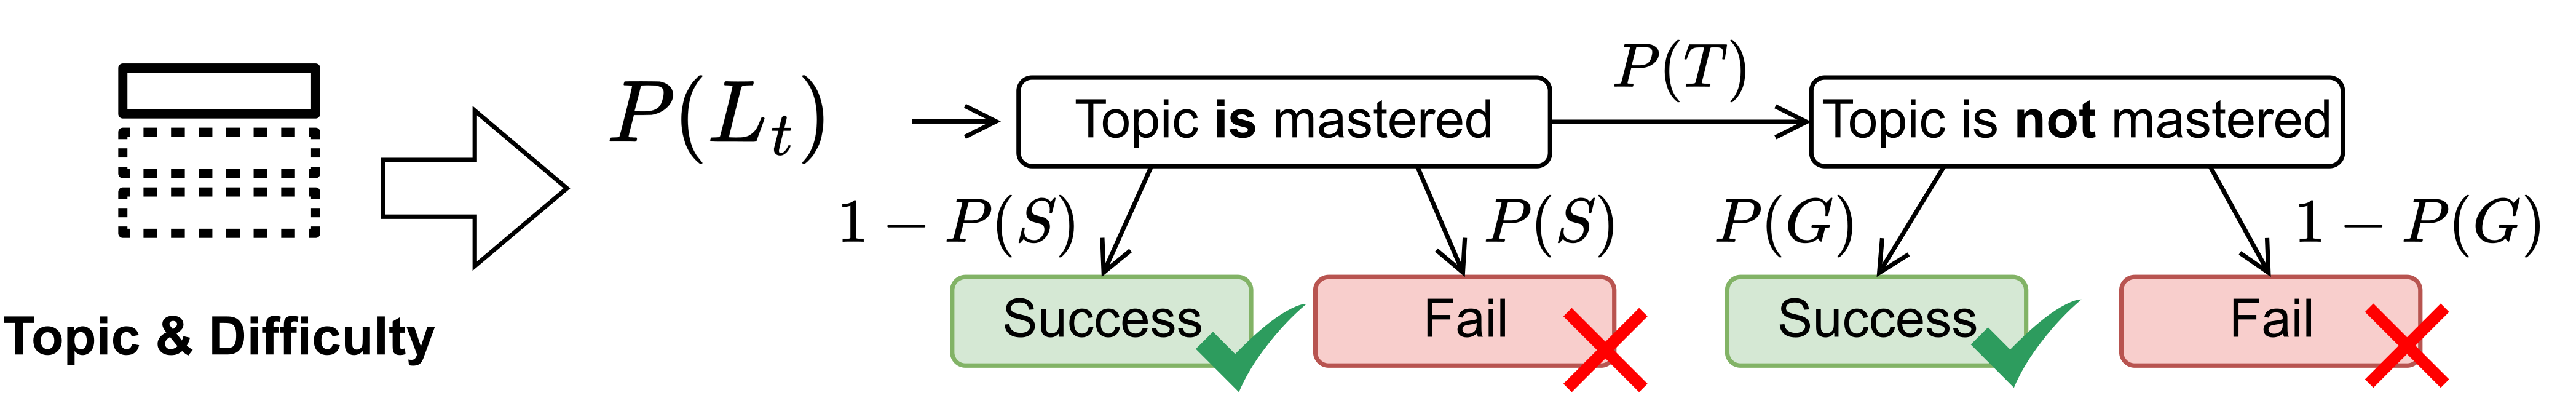 Topic & Difficulty
P(L_t)
Topic is mastered
P(T)
Topic is not mastered
1 − P(S)
P(S)
P(G)
1 − P(G)
Success
Fail
Success
Fail